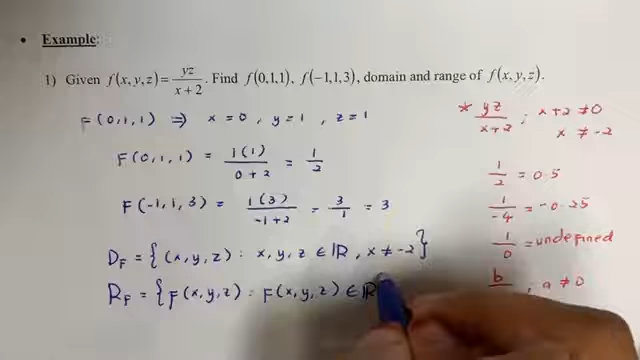 • Example:
1) Given f(x,y,z)=yz/(x+2). Find f(0,1,1), f(−1,1,3), domain and range of f(x,y,z).
F(0,1,1) ⇒ x=0, y=1, z=1
F(0,1,1) = 1(1)/(0+2) = 1/2
F(-1,1,3) = 1(3)/(-1+2) = 3/1 = 3
D_F = {(x,y,z) : x,y,z ∈ ℝ, x≠-2}
R_F = {F(x,y,z) : F(x,y,z) ∈ ℝ
* yz/(x+2) ; x+2≠0
x ≠ -2
1/2 = 0.5
1/-4 = -0.25
1/0 = undefined
b
, a≠0